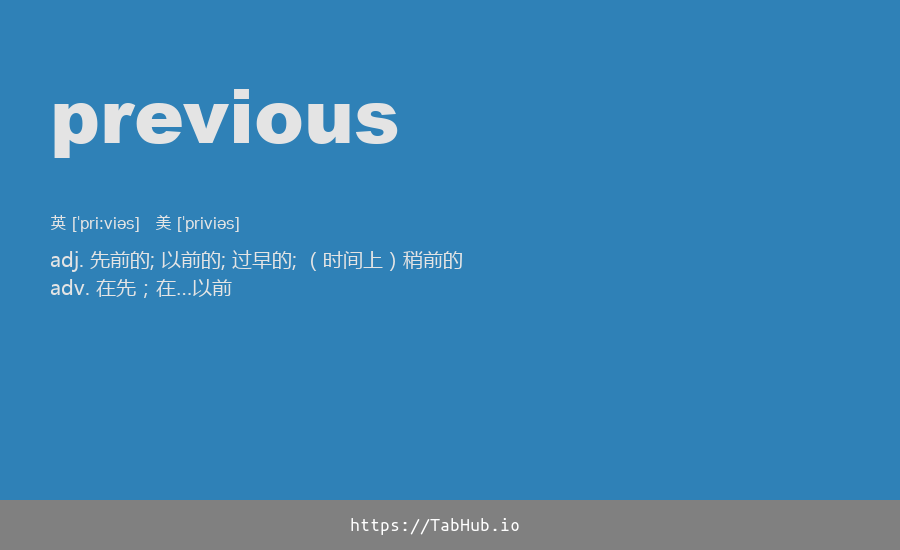 previous
英 [ˈpriːviəs] 美 [ˈpriviəs]
adj. 先前的; 以前的; 过早的; （时间上）稍前的
adv. 在先；在...以前
https://TabHub.io